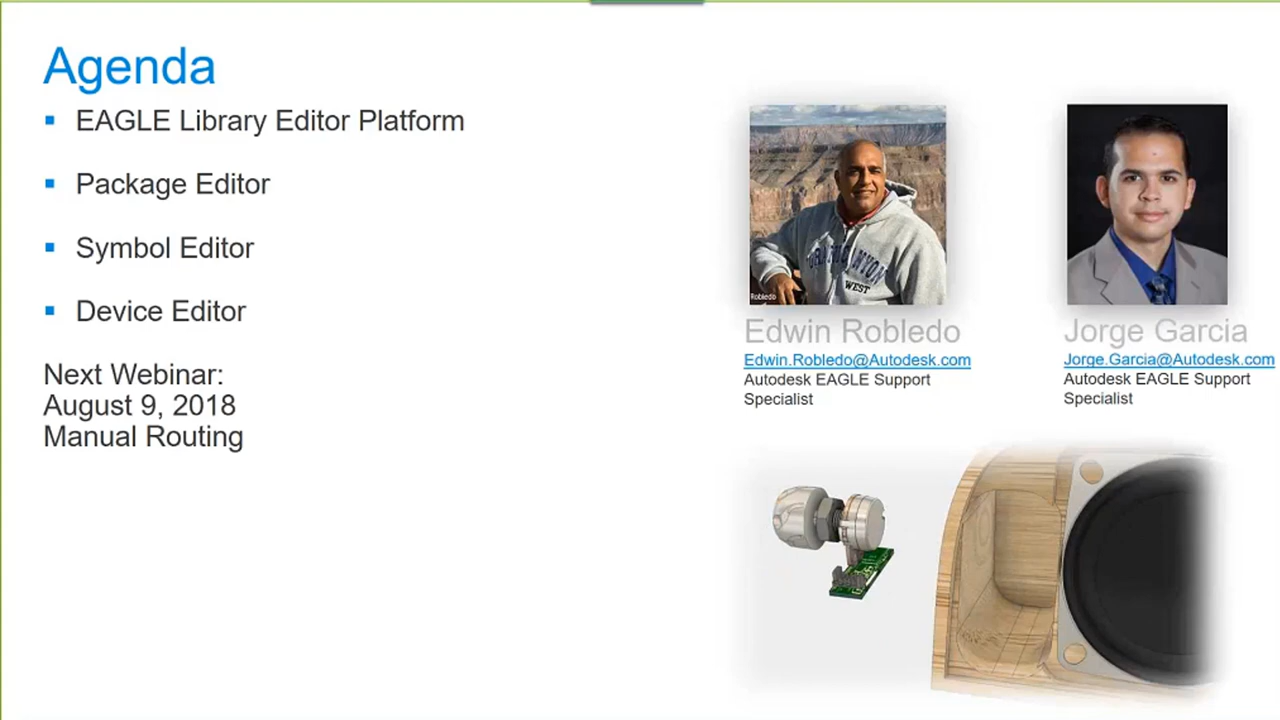 Agenda
EAGLE Library Editor Platform
Package Editor
Symbol Editor
Device Editor
Next Webinar:
August 9, 2018
Manual Routing
WEST
Robledo
Edwin Robledo
Edwin.Robledo@Autodesk.com
Autodesk EAGLE Support
Specialist
Jorge Garcia
Jorge.Garcia@Autodesk.com
Autodesk EAGLE Support
Specialist